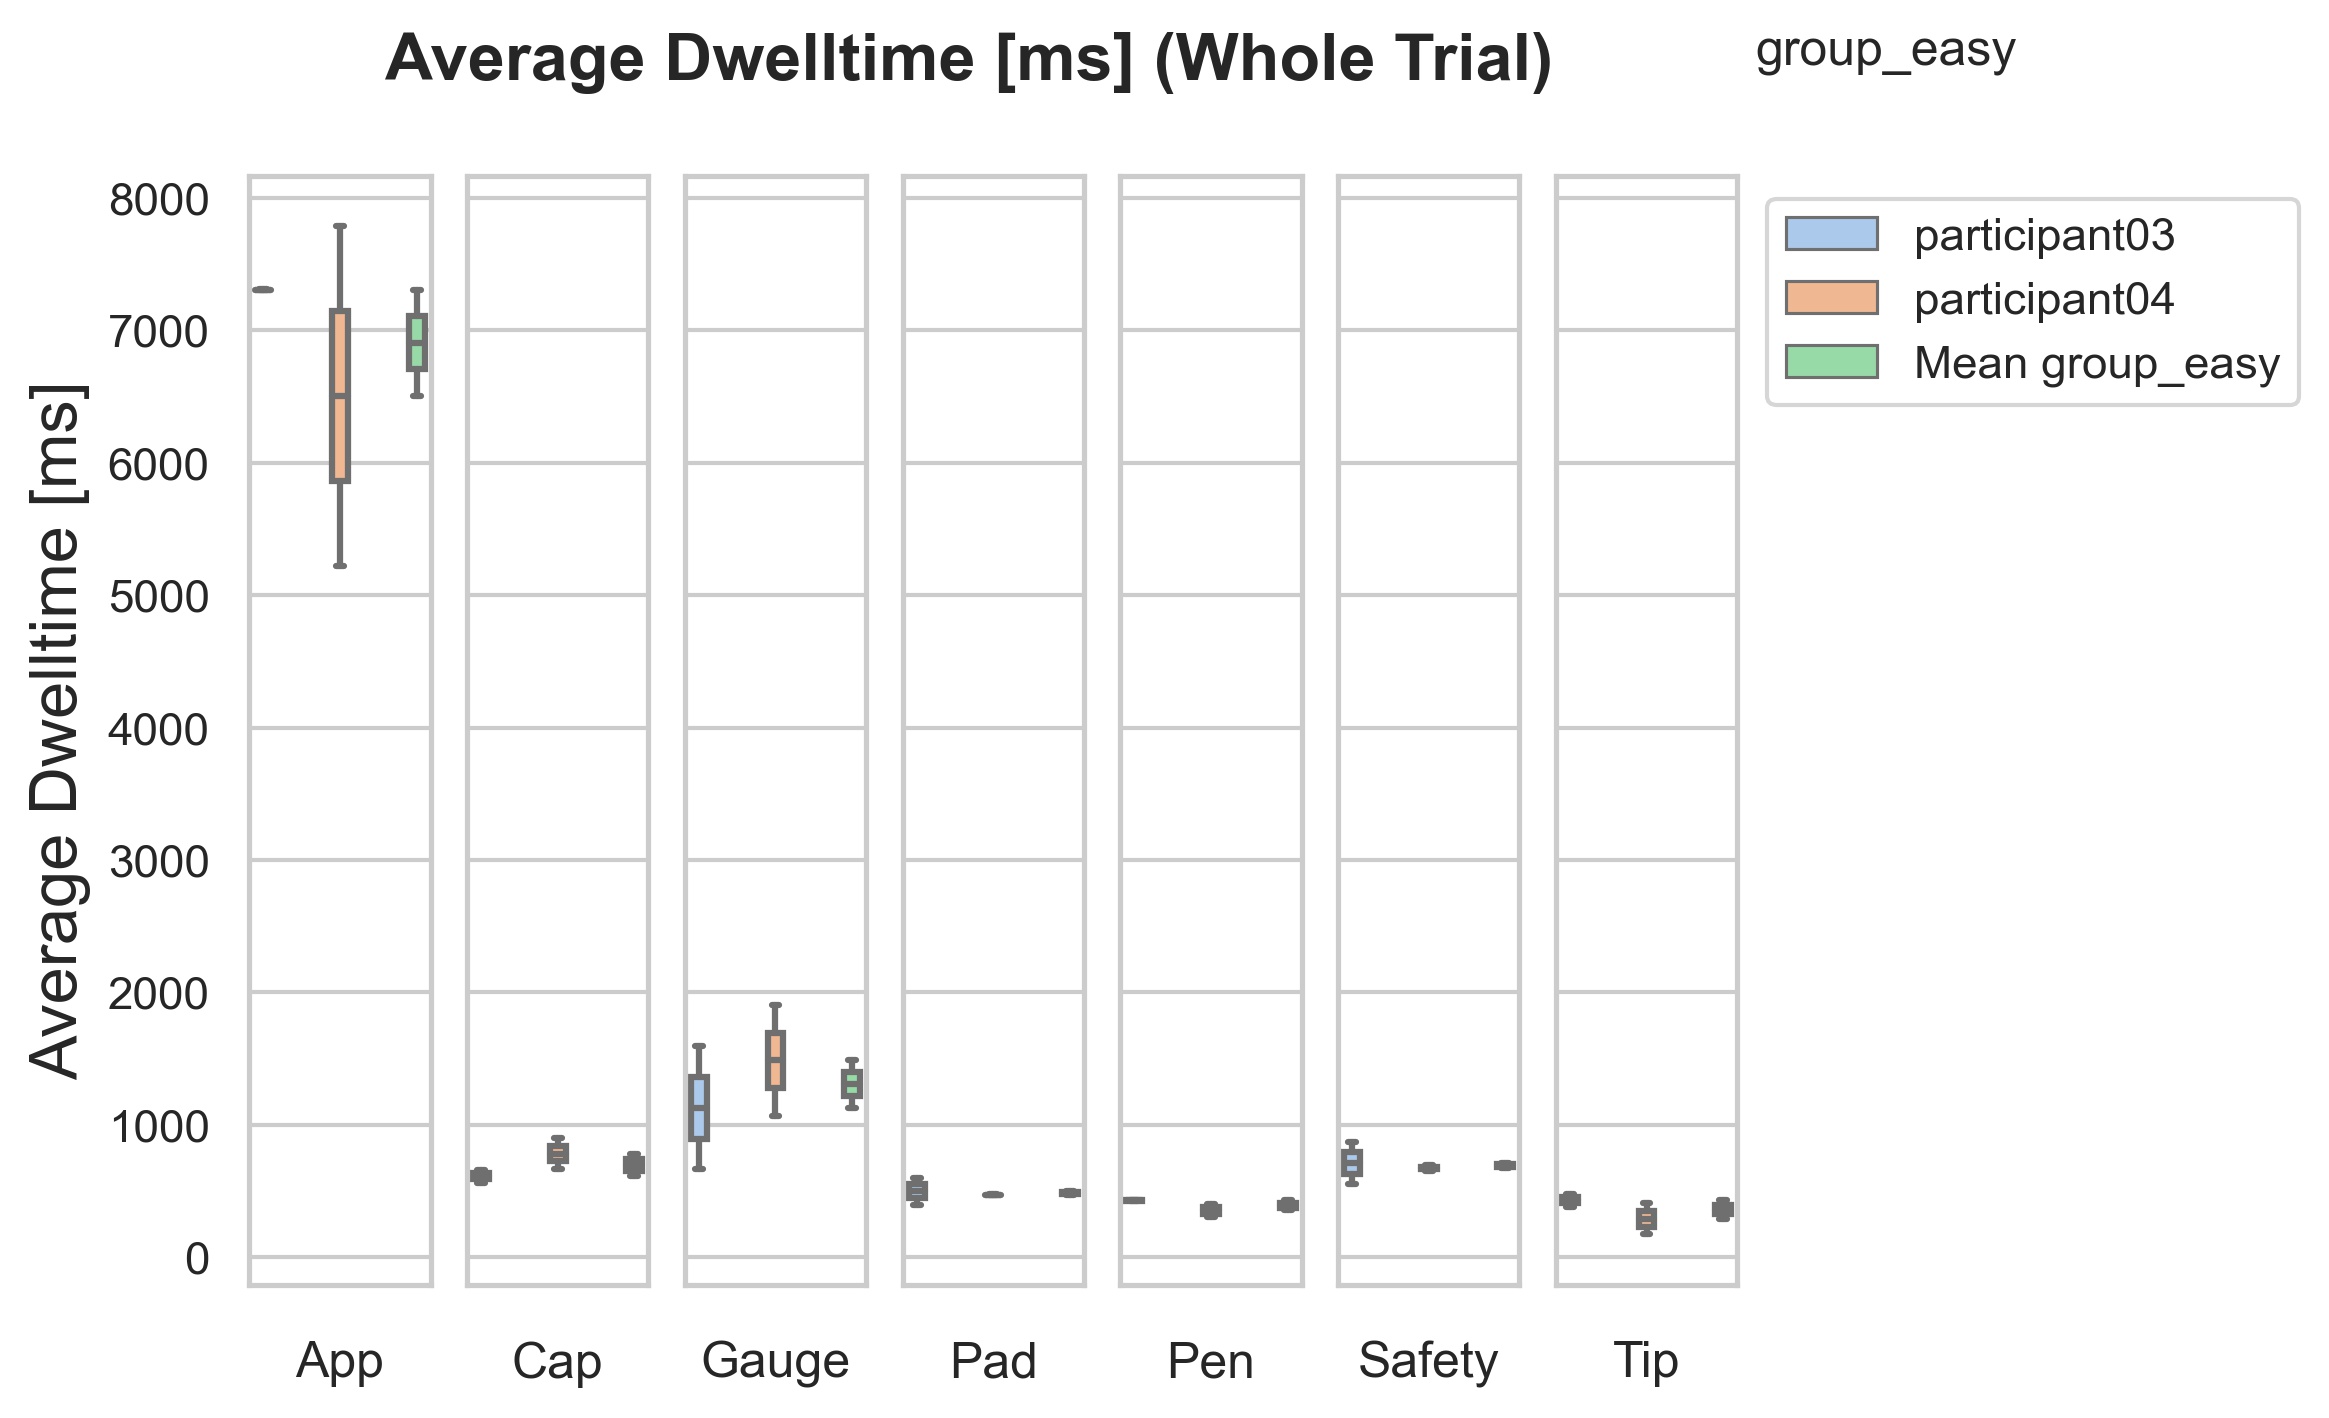 Average Dwelltime [ms] (Whole Trial)
group_easy
Average Dwelltime [ms]
8000
7000
6000
5000
4000
3000
2000
1000
0
App
Cap
Gauge
Pad
Pen
Safety
Tip
participant03
participant04
Mean group_easy